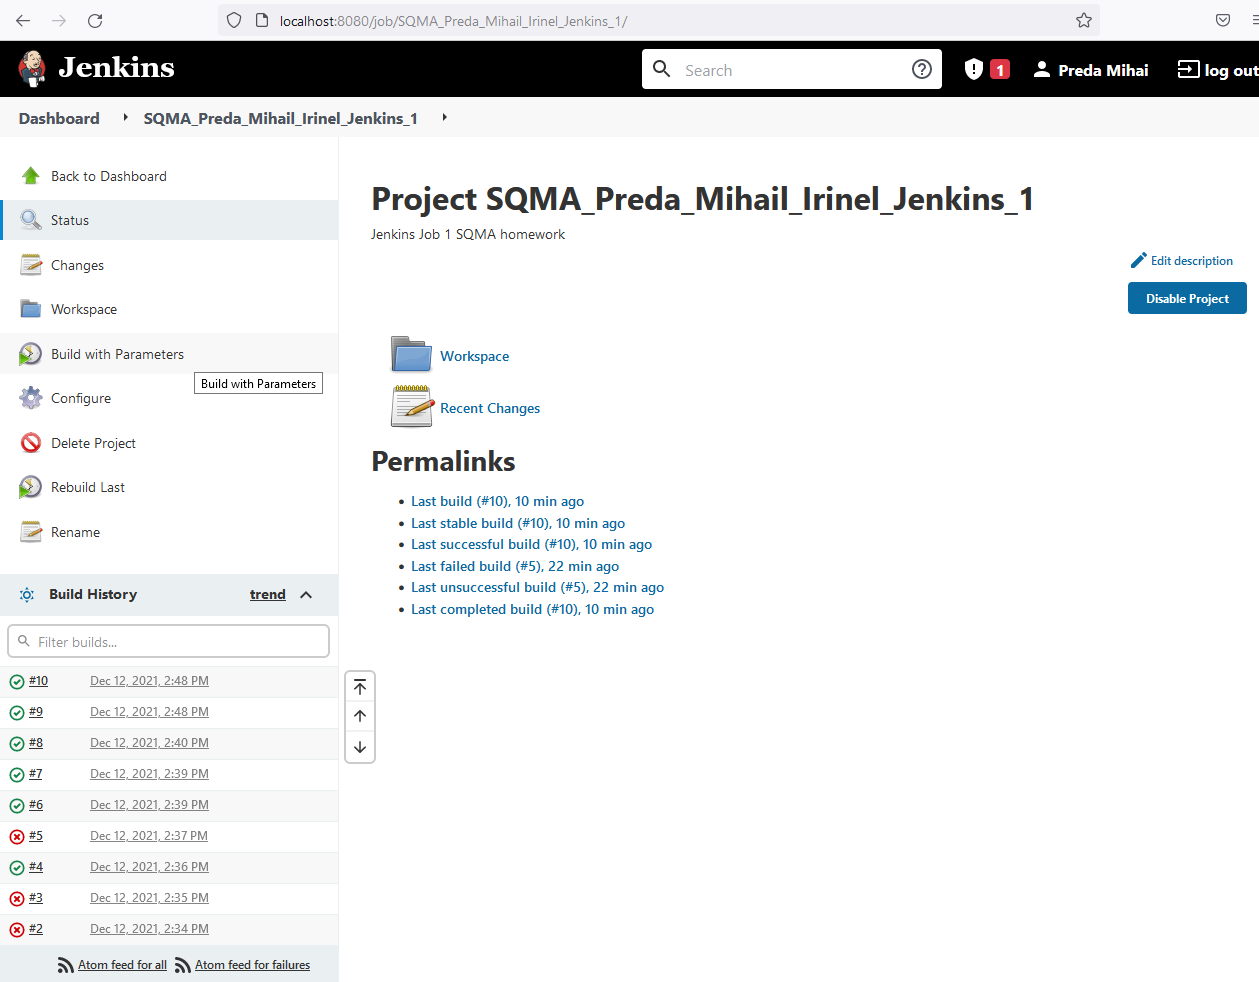 localhost:8080/job/SQMA_Preda_Mihail_Irinel_Jenkins_1/
Jenkins
Search
1
Preda Mihai
log out
Dashboard
SQMA_Preda_Mihail_Irinel_Jenkins_1
Back to Dashboard
Status
Changes
Workspace
Build with Parameters
Build with Parameters
Configure
Delete Project
Rebuild Last
Rename
Project SQMA_Preda_Mihail_Irinel_Jenkins_1
Jenkins Job 1 SQMA homework
Edit description
Disable Project
Workspace
Recent Changes
Permalinks
Last build (#10), 10 min ago
Last stable build (#10), 10 min ago
Last successful build (#10), 10 min ago
Last failed build (#5), 22 min ago
Last unsuccessful build (#5), 22 min ago
Last completed build (#10), 10 min ago
Build History trend
Filter builds...
#10 Dec 12, 2021, 2:48 PM
#9 Dec 12, 2021, 2:48 PM
#8 Dec 12, 2021, 2:40 PM
#7 Dec 12, 2021, 2:39 PM
#6 Dec 12, 2021, 2:39 PM
#5 Dec 12, 2021, 2:37 PM
#4 Dec 12, 2021, 2:36 PM
#3 Dec 12, 2021, 2:35 PM
#2 Dec 12, 2021, 2:34 PM
Atom feed for all Atom feed for failures